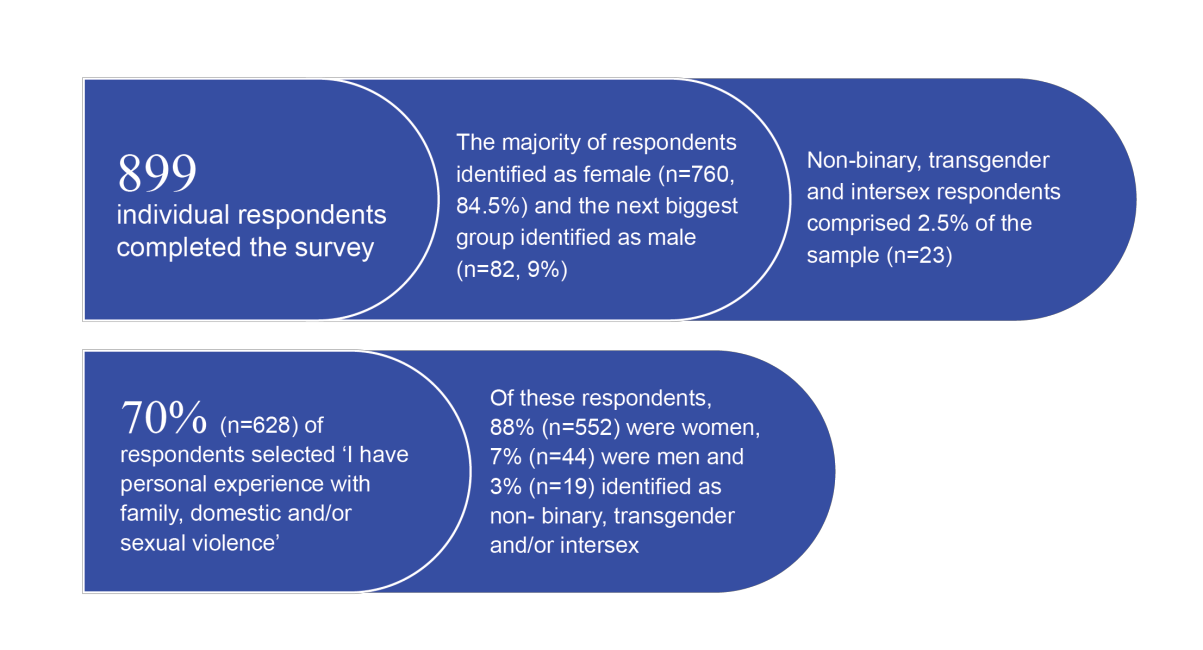 899
individual respondents
completed the survey
The majority of respondents
identified as female (n=760,
84.5%) and the next biggest
group identified as male
(n=82, 9%)
Non-binary, transgender
and intersex respondents
comprised 2.5% of the
sample (n=23)
70% (n=628) of
respondents selected ‘I have
personal experience with
family, domestic and/or
sexual violence’
Of these respondents,
88% (n=552) were women,
7% (n=44) were men and
3% (n=19) identified as
non- binary, transgender
and/or intersex